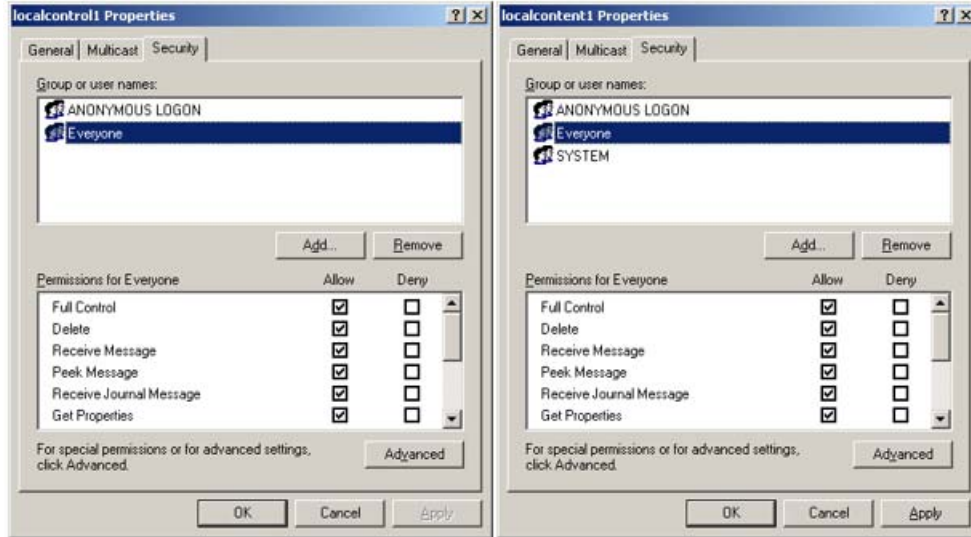 localcontrol1 Properties
General Multicast Security
Group or user names:
ANONYMOUS LOGON
Everyone
Add... Remove
Permissions for Everyone Allow Deny
Full Control
Delete
Receive Message
Peek Message
Receive Journal Message
Get Properties
For special permissions or for advanced settings,
click Advanced.
Advanced
OK Cancel Apply
localcontent1 Properties
General Multicast Security
Group or user names:
ANONYMOUS LOGON
Everyone
SYSTEM
Add... Remove
Permissions for Everyone Allow Deny
Full Control
Delete
Receive Message
Peek Message
Receive Journal Message
Get Properties
For special permissions or for advanced settings,
click Advanced.
Advanced
OK Cancel Apply